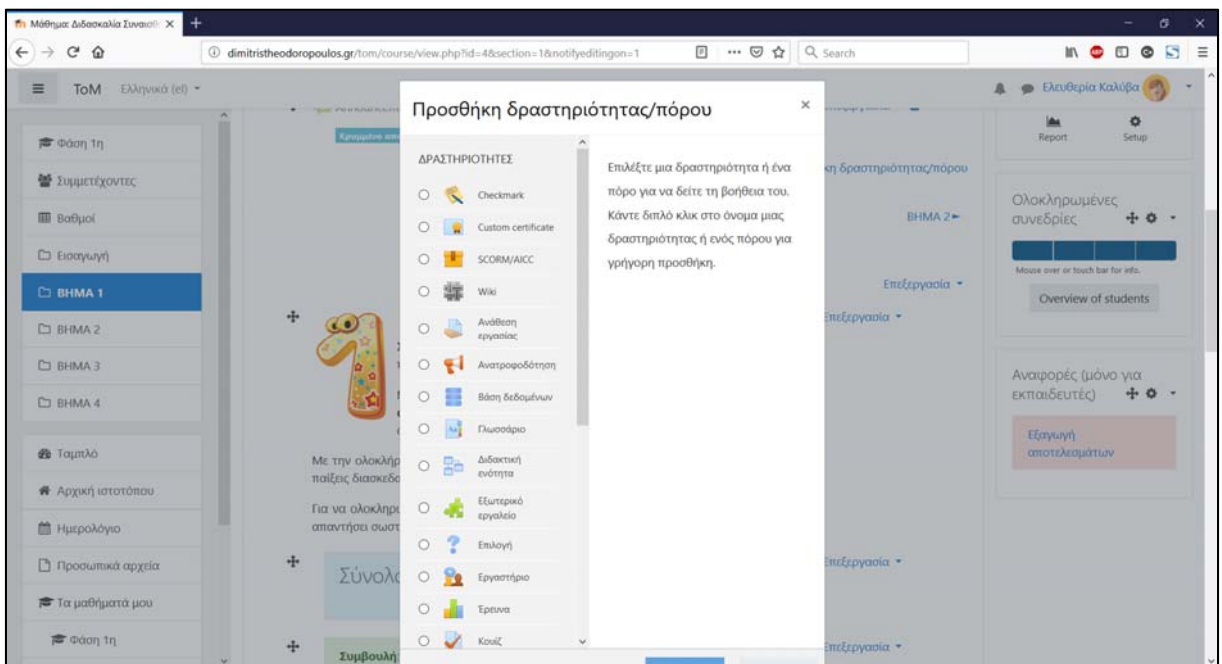 Μάθημα: Διδασκαλία Συναισθ
dimitristheodoropoulos.gr/tom/course/view.php?id=4&section=1&notifyeditingon=1
Search
ToM Ελληνικά (el)
Ελευθερία Καλύβα
Φάση 1η
Συμμετέχοντες
Βαθμοί
Εισαγωγή
ΒΗΜΑ 1
ΒΗΜΑ 2
ΒΗΜΑ 3
ΒΗΜΑ 4
Ταμπλό
Αρχική ιστοτόπου
Ημερολόγιο
Προσωπικά αρχεία
Τα μαθήματά μου
Φάση 1η
Με την ολοκλήρ
παίξεις διασκεδα
Για να ολοκληρω
απαντήσει σωστ
Σύνολο
Συμβουλή
Προσθήκη δραστηριότητας/πόρου
ΔΡΑΣΤΗΡΙΟΤΗΤΕΣ
Checkmark
Custom certificate
SCORM/AICC
Wiki
Ανάθεση
εργασίας
Ανατροφοδότηση
Βάση δεδομένων
Γλωσσάριο
Διδακτική
ενότητα
Εξωτερικό
εργαλείο
Επιλογή
Εργαστήριο
Έρευνα
Κουίζ
Επιλέξτε μια δραστηριότητα ή ένα
πόρο για να δείτε τη βοήθεια του.
Κάντε διπλό κλικ στο όνομα μιας
δραστηριότητας ή ενός πόρου για
γρήγορη προσθήκη.
κη δραστηριότητας/πόρου
ΒΗΜΑ 2
Επεξεργασία
Επεξεργασία
Επεξεργασία
Επεξεργασία
Report Setup
Ολοκληρωμένες
συνεδρίες
Mouse over or touch bar for info.
Overview of students
Αναφορές (μόνο για
εκπαιδευτές)
Εξαγωγή
αποτελεσμάτων